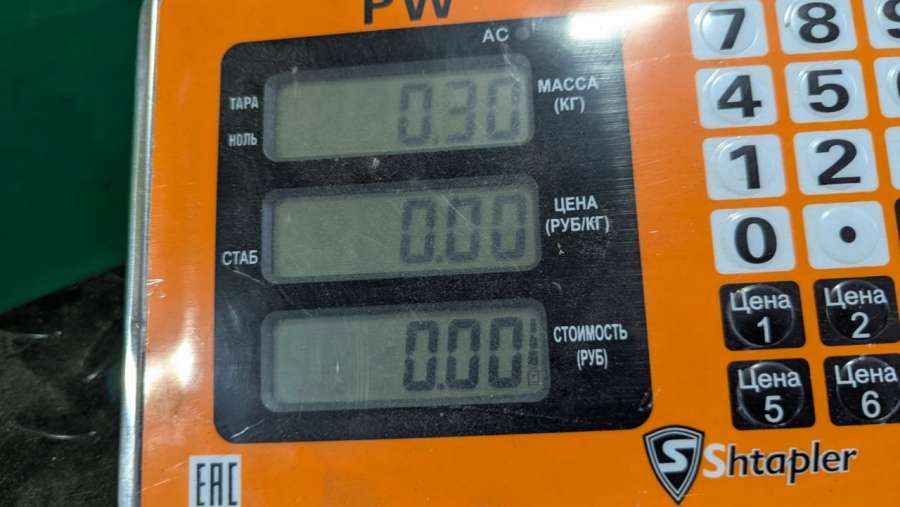 PW
AC
ТАРА
НОЛЬ
0.30
МАССА
(КГ)
СТАБ
0.00
ЦЕНА
(РУБ/КГ)
0.00
СТОИМОСТЬ
(РУБ)
7
8
4
5
1
2
0
.
Цена
1
Цена
2
Цена
5
Цена
6
S Shtapler
EAC